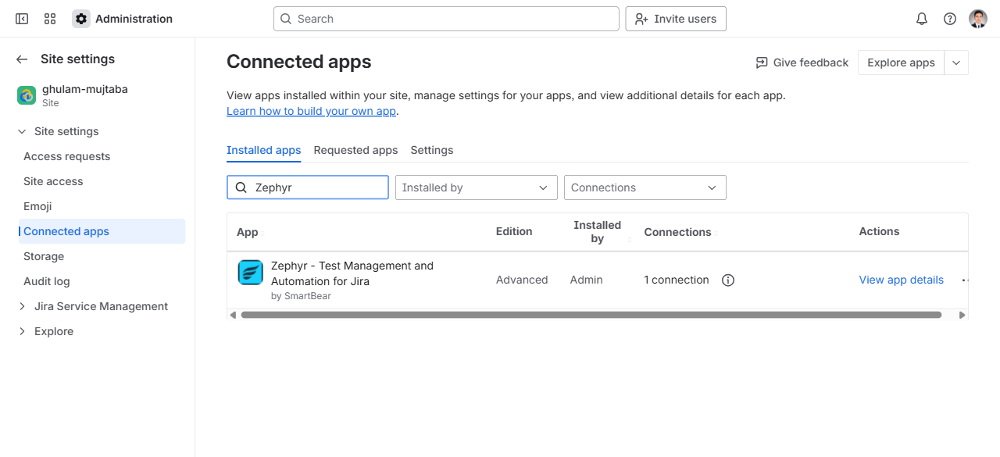 Administration
Search
Invite users
Site settings
ghulam-mujtaba
Site
Site settings
Access requests
Site access
Emoji
Connected apps
Storage
Audit log
Jira Service Management
Explore
Connected apps
Give feedback
Explore apps
View apps installed within your site, manage settings for your apps, and view additional details for each app.
Learn how to build your own app.
Installed apps Requested apps Settings
Zephyr
Installed by
Connections
App Edition Installed by Connections Actions
Zephyr - Test Management and
Automation for Jira
by SmartBear
Advanced Admin 1 connection View app details